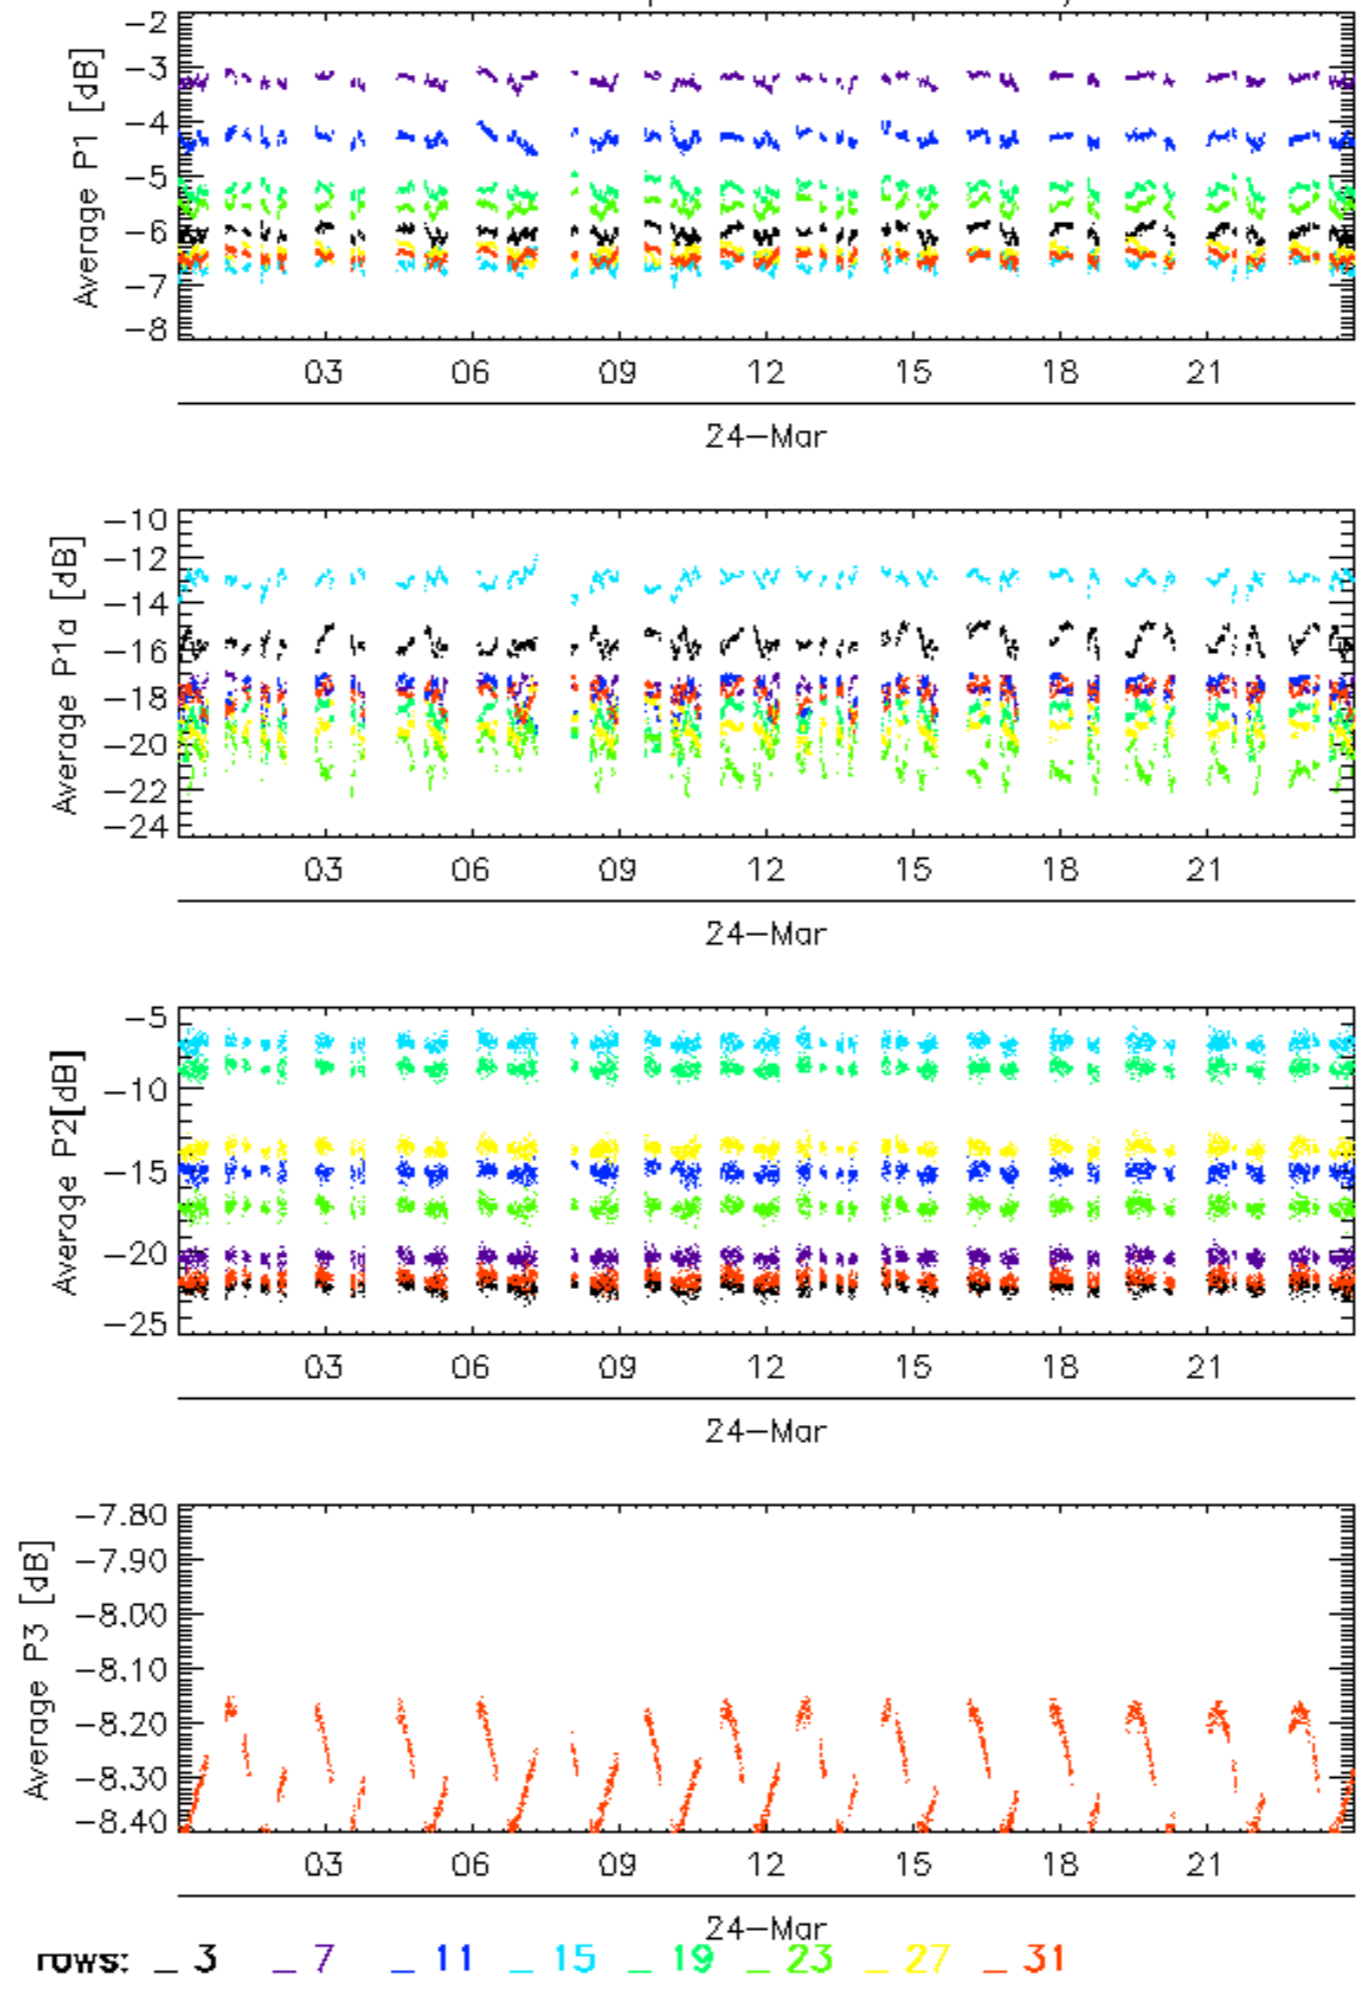 Average P1 [dB]
-2
-3
-4
-5
-6
-7
-8
03 06 09 12 15 18 21
24-Mar
Average P1a [dB]
-10
-12
-14
-16
-18
-20
-22
-24
03 06 09 12 15 18 21
24-Mar
Average P2[dB]
-5
-10
-15
-20
-25
03 06 09 12 15 18 21
24-Mar
Average P3 [dB]
-7.80
-7.90
-8.00
-8.10
-8.20
-8.30
-8.40
03 06 09 12 15 18 21
24-Mar
rows: _ 3 _ 7 _ 11 _ 15 _ 19 _ 23 _ 27 _ 31